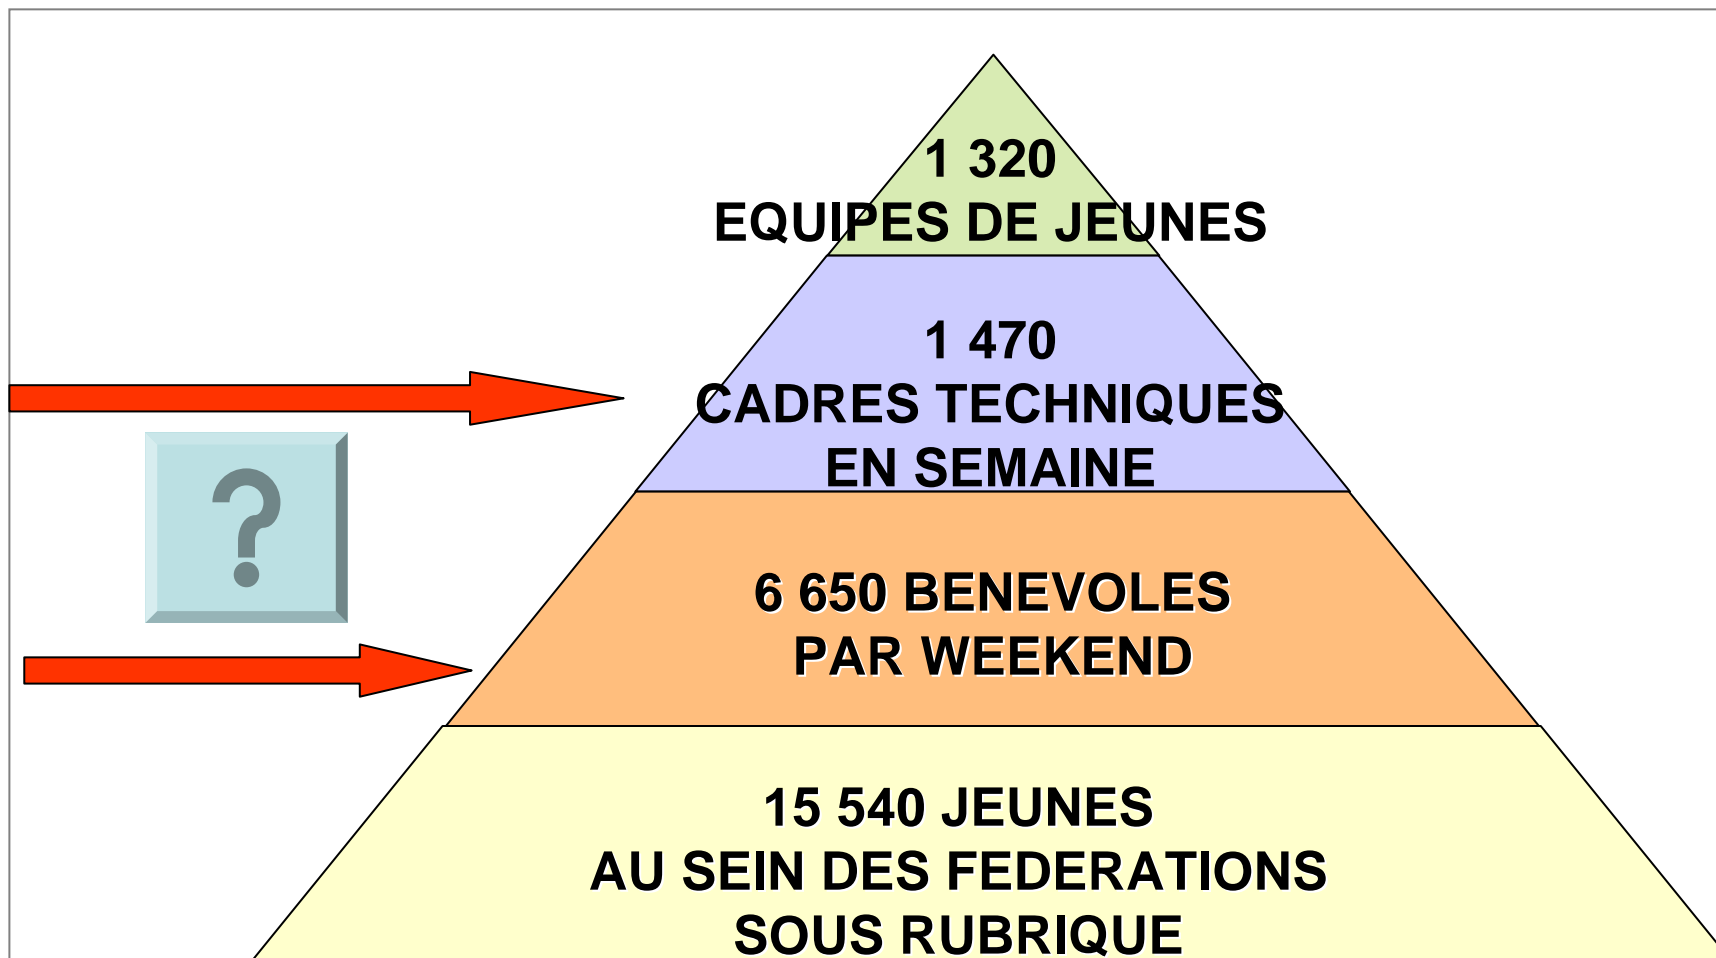 1 320
EQUIPES DE JEUNES
1 470
CADRES TECHNIQUES
EN SEMAINE
?
6 650 BENEVOLES
PAR WEEKEND
15 540 JEUNES
AU SEIN DES FEDERATIONS
SOUS RUBRIQUE